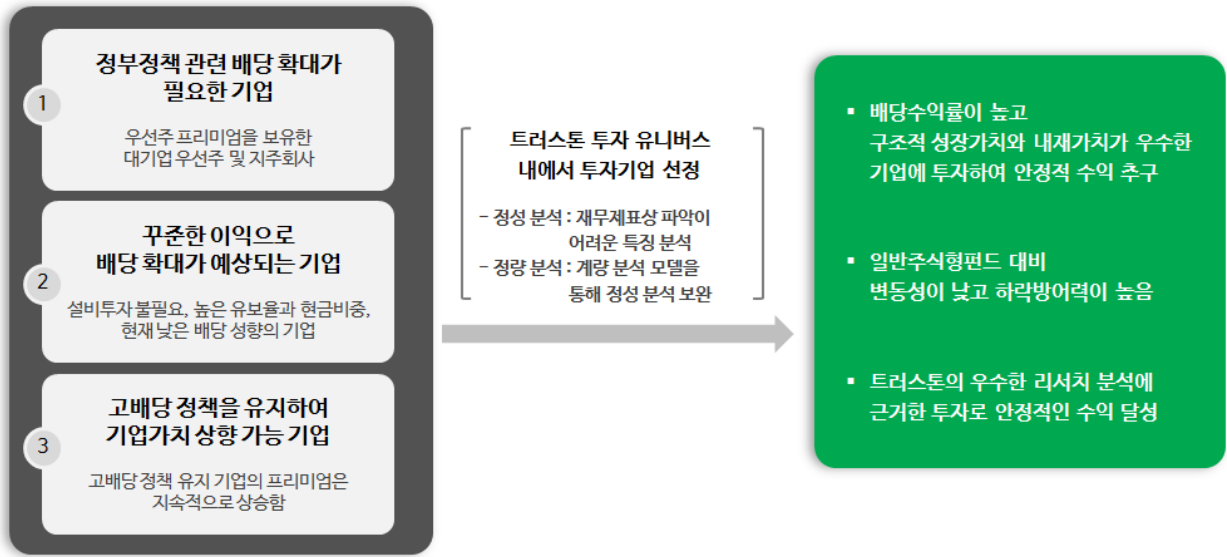 1
정부정책 관련 배당 확대가
필요한 기업
우선주 프리미엄을 보유한
대기업 우선주 및 지주회사
2
꾸준한 이익으로
배당 확대가 예상되는 기업
설비투자 불필요, 높은 유보율과 현금비중,
현재 낮은 배당 성향의 기업
3
고배당 정책을 유지하여
기업가치 상향 가능 기업
고배당 정책 유지 기업의 프리미엄은
지속적으로 상승함
트러스톤 투자 유니버스
내에서 투자기업 선정
- 정성 분석 : 재무제표상 파악이
어려운 특징 분석
- 정량 분석 : 계량 분석 모델을
통해 정성 분석 보완
▪ 배당수익률이 높고
구조적 성장가치와 내재가치가 우수한
기업에 투자하여 안정적 수익 추구
▪ 일반주식형펀드 대비
변동성이 낮고 하락방어력이 높음
▪ 트러스톤의 우수한 리서치 분석에
근거한 투자로 안정적인 수익 달성